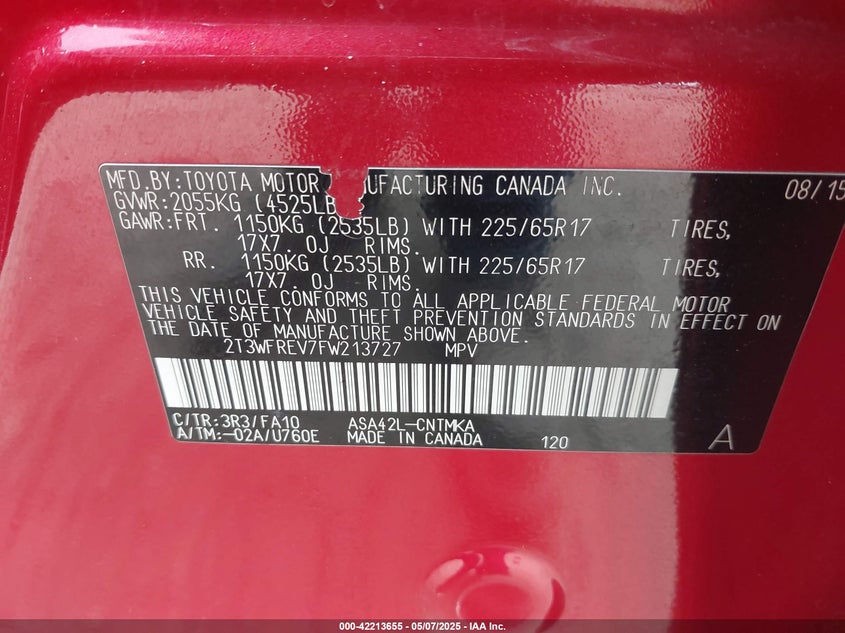 MFD.BY:TOYOTA MOTOR UFACTURING CANADA INC. 08/15
GVWR:2055KG (4525LB
GAWR:FRT. 1150KG (2535LB) WITH 225/65R17 TIRES,
17X7.0J RIMS.
RR. 1150KG (2535LB) WITH 225/65R17 TIRES,
17X7.0J RIMS.
THIS VEHICLE CONFORMS TO ALL APPLICABLE FEDERAL MOTOR
VEHICLE SAFETY AND THEFT PREVENTION STANDARDS IN EFFECT ON
THE DATE OF MANUFACTURE SHOWN ABOVE.
2T3WFREV7FW213727 MPV
C/TR:3R3/FA10 ASA42L-CNTMKA
A/TM:-02A/U760E MADE IN CANADA 120 A
000-42213655 - 05/07/2025 - IAA Inc.